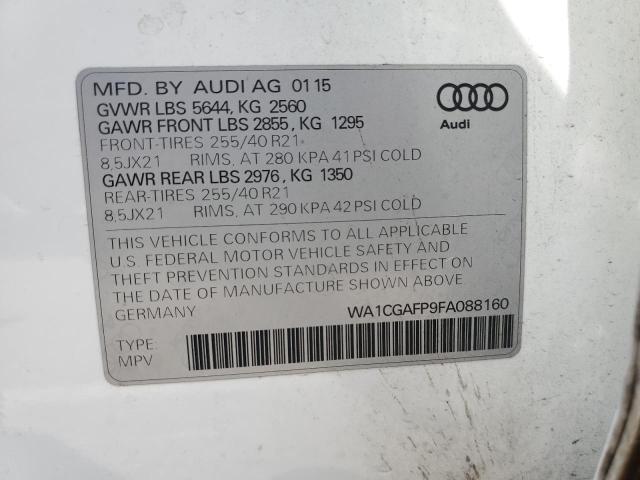 MFD. BY AUDI AG 01 15
GVWR LBS 5644, KG 2560
GAWR FRONT LBS 2855, KG 1295
FRONT-TIRES 255/40 R21
8,5JX21 RIMS, AT 280 KPA 41 PSI COLD
GAWR REAR LBS 2976, KG 1350
REAR-TIRES 255/40 R21
8,5JX21 RIMS, AT 290 KPA 42 PSI COLD
Audi
THIS VEHICLE CONFORMS TO ALL APPLICABLE
U.S. FEDERAL MOTOR VEHICLE SAFETY AND
THEFT PREVENTION STANDARDS IN EFFECT ON
THE DATE OF MANUFACTURE SHOWN ABOVE
GERMANY WA1CGAFP9FA088160
TYPE:
MPV